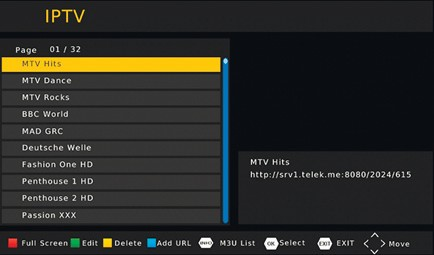 IPTV
Page 01 / 32
MTV Hits
MTV Dance
MTV Rocks
BBC World
MAD GRC
Deutsche Welle
Fashion One HD
Penthouse 1 HD
Penthouse 2 HD
Passion XXX
MTV Hits
http://srv1.telek.me:8080/2024/615
Full Screen Edit Delete Add URL INFO M3U List OK Select EXIT EXIT Move